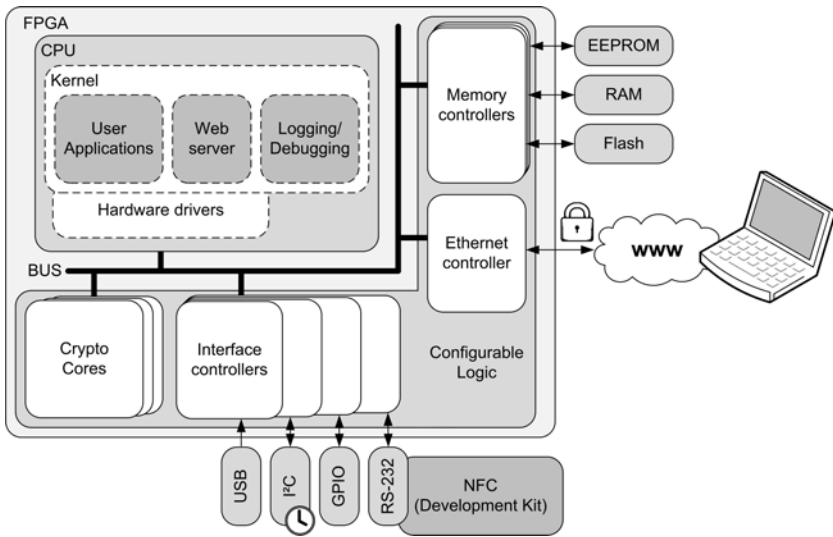 FPGA
CPU
Kernel
User
Applications
Web
server
Logging/
Debugging
Hardware drivers
BUS
Crypto
Cores
Interface
controllers
Configurable
Logic
Memory
controllers
Ethernet
controller
EEPROM
RAM
Flash
WWW
USB
I²C
GPIO
RS-232
NFC
(Development Kit)